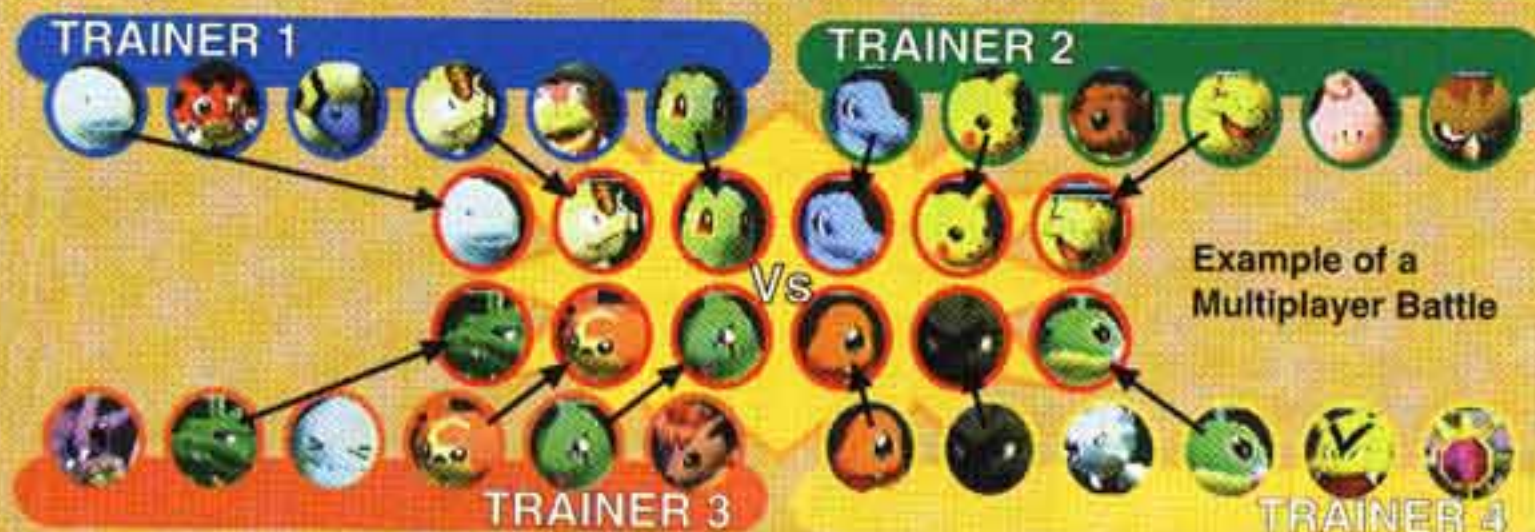 TRAINER 1
TRAINER 2
Vs
Example of a
Multiplayer Battle
TRAINER 3
TRAINER 4